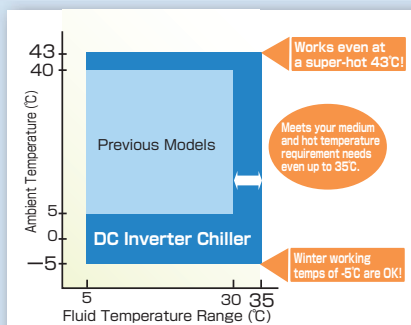 43
40
5
0
－5
Ambient Temperature (℃)
Previous Models
DC Inverter Chiller
Works even at
a super-hot 43℃!
Meets your medium
and hot temperature
requirement needs
even up to 35℃.
Winter working
temps of -5℃ are OK!
5
30
35
Fluid Temperature Range (℃)